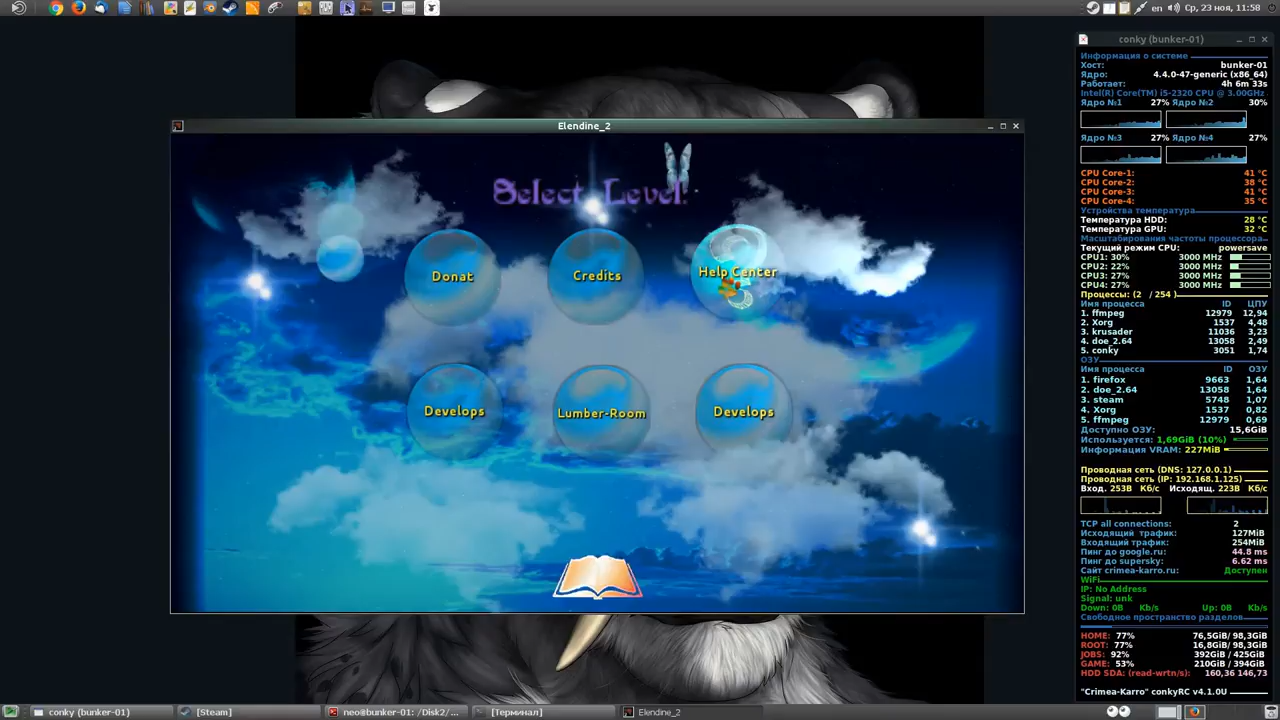 en
Ср, 23 ноя, 11:58
conky (bunker-01)
Elendine_2
Select Level:
Donat
Credits
Help Center
Develops
Lumber-Room
Develops
Информация о системе
Хост: bunker-01
Ядро: 4.4.0-47-generic (x86_64)
Работает: 4h 6m 33s
Intel(R) Core(TM) i5-2320 CPU @ 3.00GHz
Ядро №1 27% Ядро №2 30%
Ядро №3 27% Ядро №4 27%
CPU Core-1: 41 °C
CPU Core-2: 38 °C
CPU Core-3: 41 °C
CPU Core-4: 35 °C
Устройства температура
Температура HDD: 28 °C
Температура GPU: 32 °C
Масштабирования частоты процессора
Текущий режим CPU: powersave
CPU1: 30% 3000 MHz
CPU2: 22% 3000 MHz
CPU3: 27% 3000 MHz
CPU4: 27% 3000 MHz
Процессы: (2 / 254 )
Имя процесса ID ЦПУ
1. ffmpeg 12979 12,94
2. Xorg 1537 4,48
3. krusader 11036 3,23
4. doe_2.64 13058 2,49
5. conky 3051 1,74
ОЗУ
Имя процесса ID ОЗУ
1. firefox 9663 1,64
2. doe_2.64 13058 1,64
3. steam 5748 1,07
4. Xorg 1537 0,82
5. ffmpeg 12979 0,69
Доступно ОЗУ: 15,6GiB
Используется: 1,69GiB (10%)
Информация VRAM: 227MiB
Проводная сеть (DNS: 127.0.0.1)
Проводная сеть (IP: 192.168.1.125)
Вход. 253B Кб/с Исходящ. 223B Кб/с
TCP all connections: 2
Исходящий трафик: 127MiB
Входящий трафик: 254MiB
Пинг до google.ru: 44.8 ms
Пинг до supersky: 6.62 ms
Сайт crimea-karro.ru: Доступен
WiFi
IP: No Address
Signal: unk
Down: 0B Kb/s Up: 0B Kb/s
Свободное пространство разделов
HOME: 77% 76,5GiB/ 98,3GiB
ROOT: 77% 16,8GiB/ 98,3GiB
JOBS: 92% 392GiB / 425GiB
GAME: 53% 210GiB / 394GiB
HDD SDA: (read-wrtn/s): 160,36 146,73
"Crimea-Karro" conkyRC v4.1.0U
conky (bunker-01)
[Steam]
neo@bunker-01: /Disk2/...
[Терминал]
Elendine_2